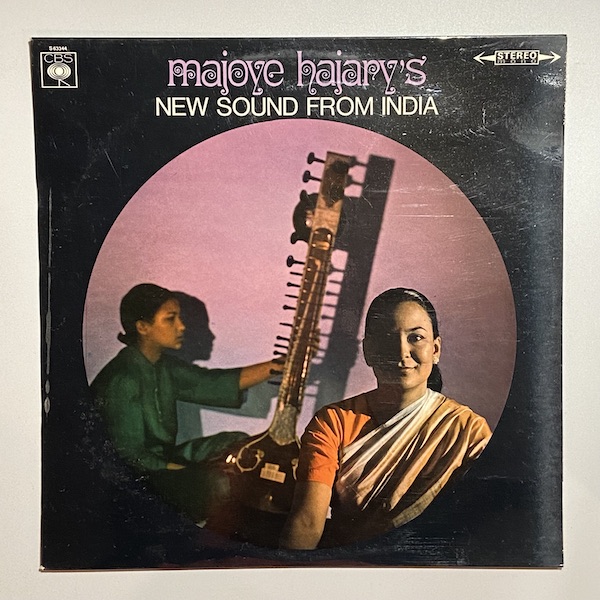 S 63344
CBS
majoye hajary's
STEREO
NEW SOUND FROM INDIA